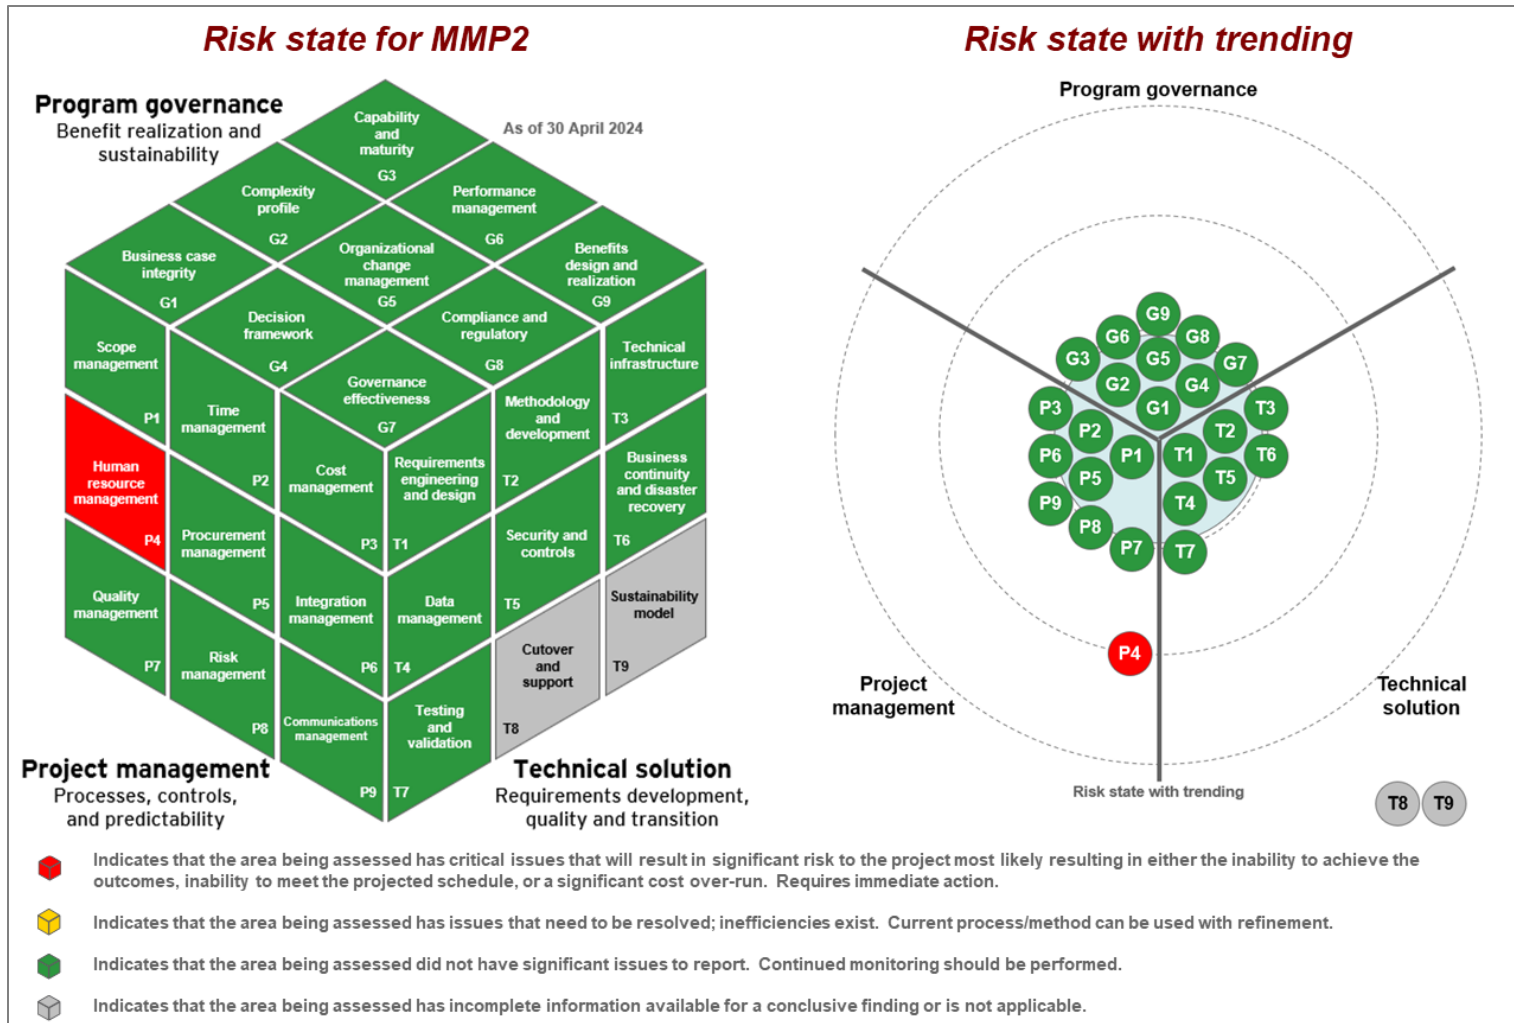 Risk state for MMP2
Risk state with trending
Program governance
Benefit realization and
sustainability
As of 30 April 2024
Capability
and
maturity
G3
Complexity
profile
G2
Performance
management
G6
Business case
integrity
G1
Organizational
change
management
G5
Benefits
design and
realization
G9
Decision
framework
G4
Compliance and
regulatory
G8
Governance
effectiveness
G7
Scope
management
P1
Time
management
P2
Cost
management
P3
Human
resource
management
P4
Procurement
management
P5
Integration
management
P6
Quality
management
P7
Risk
management
P8
Communications
management
P9
Requirements
engineering
and design
T1
Methodology
and
development
T2
Technical
infrastructure
T3
Data
management
T4
Security and
controls
T5
Business
continuity
and disaster
recovery
T6
Testing
and
validation
T7
Cutover
and
support
T8
Sustainability
model
T9
Project management
Processes, controls,
and predictability
Technical solution
Requirements development,
quality and transition
Program governance
G9
G6
G8
G3
G5
G7
G2
G4
G1
P3
P2
P1
P6
P5
P9
P8
P7
P4
T3
T2
T1
T6
T5
T4
T7
Project
management
Technical
solution
Risk state with trending
T8
T9
Indicates that the area being assessed has critical issues that will result in significant risk to the project most likely resulting in either the inability to achieve the
outcomes, inability to meet the projected schedule, or a significant cost over-run. Requires immediate action.
Indicates that the area being assessed has issues that need to be resolved; inefficiencies exist. Current process/method can be used with refinement.
Indicates that the area being assessed did not have significant issues to report. Continued monitoring should be performed.
Indicates that the area being assessed has incomplete information available for a conclusive finding or is not applicable.